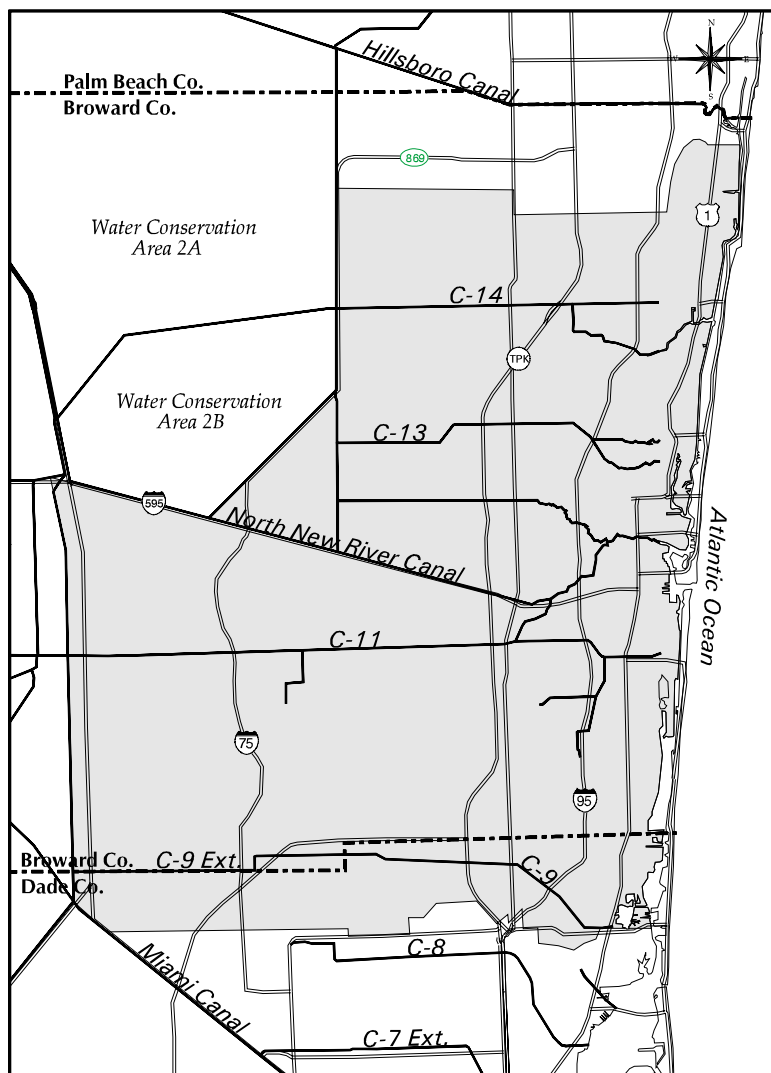 N
W
E
S
Hillsboro Canal
Palm Beach Co.
Broward Co.
869
1
Water Conservation
Area 2A
C-14
TPK
Water Conservation
Area 2B
C-13
595
North New River Canal
Atlantic Ocean
C-11
75
95
Broward Co.
C-9 Ext.
C-9
Dade Co.
C-8
Miami Canal
C-7 Ext.